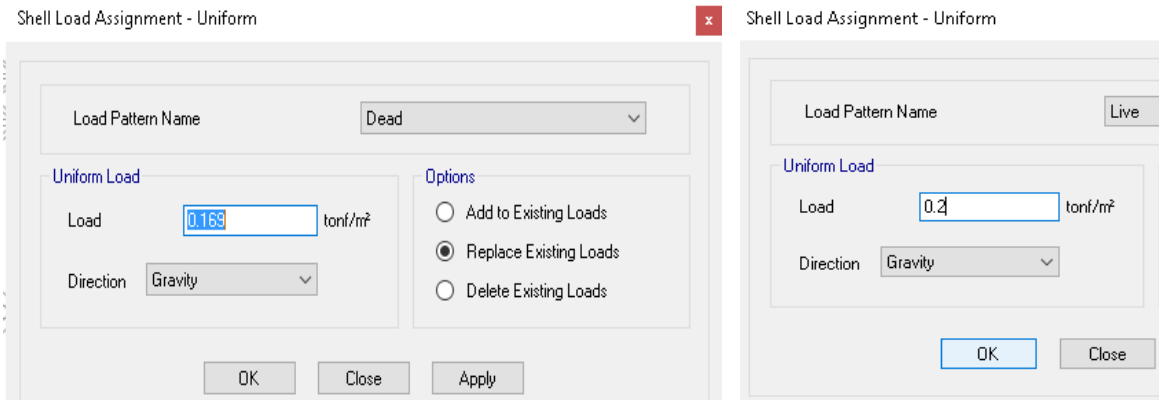 Shell Load Assignment - Uniform
x
Load Pattern Name
Dead
Uniform Load
Load
0.169
tonf/m²
Direction
Gravity
Options
Add to Existing Loads
Replace Existing Loads
Delete Existing Loads
OK
Close
Apply
Shell Load Assignment - Uniform
Load Pattern Name
Live
Uniform Load
Load
0.2
tonf/m²
Direction
Gravity
OK
Close